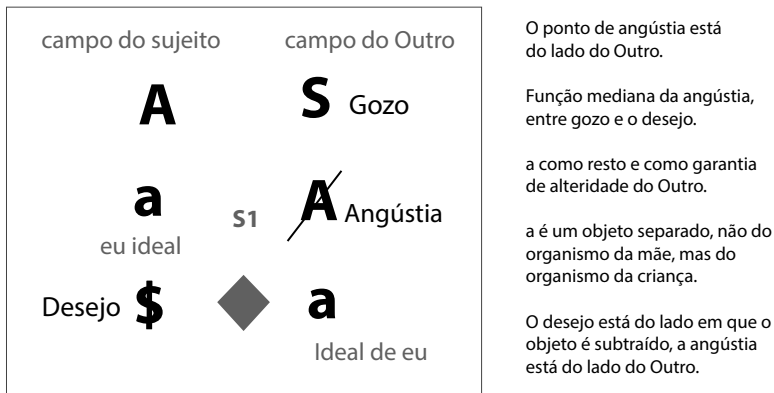 campo do sujeito campo do Outro
A S Gozo
a S1 A Angústia
eu ideal
Desejo $ a
Ideal de eu
O ponto de angústia está
do lado do Outro.
Função mediana da angústia,
entre gozo e o desejo.
a como resto e como garantia
de alteridade do Outro.
a é um objeto separado, não do
organismo da mãe, mas do
organismo da criança.
O desejo está do lado em que o
objeto é subtraído, a angústia
está do lado do Outro.